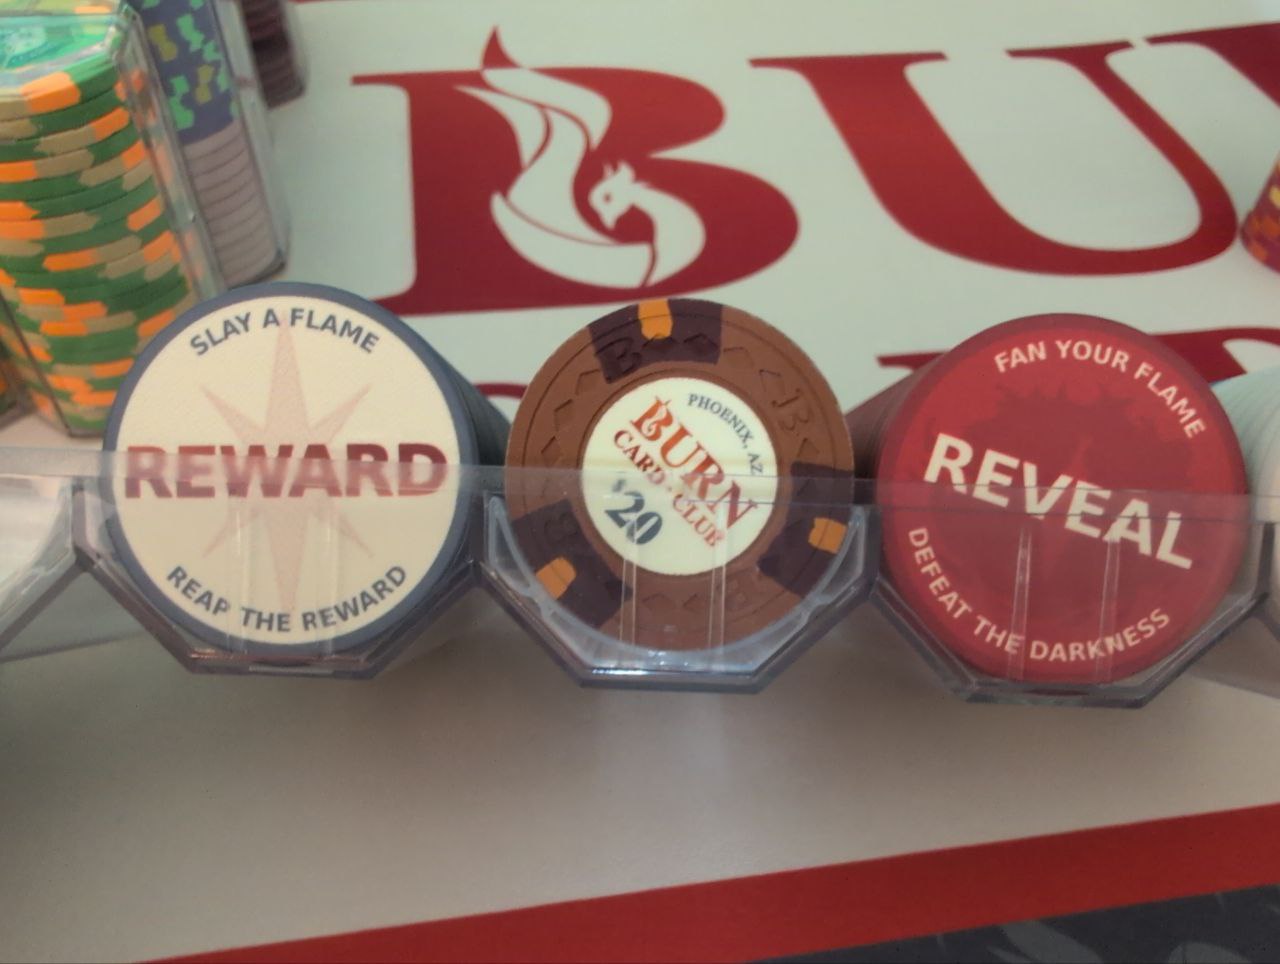 BU
SLAY A FLAME
REWARD
REAP THE REWARD
PHOENIX, AZ
BURN
CARD · CLUB
$20
FAN YOUR FLAME
REVEAL
DEFEAT THE DARKNESS